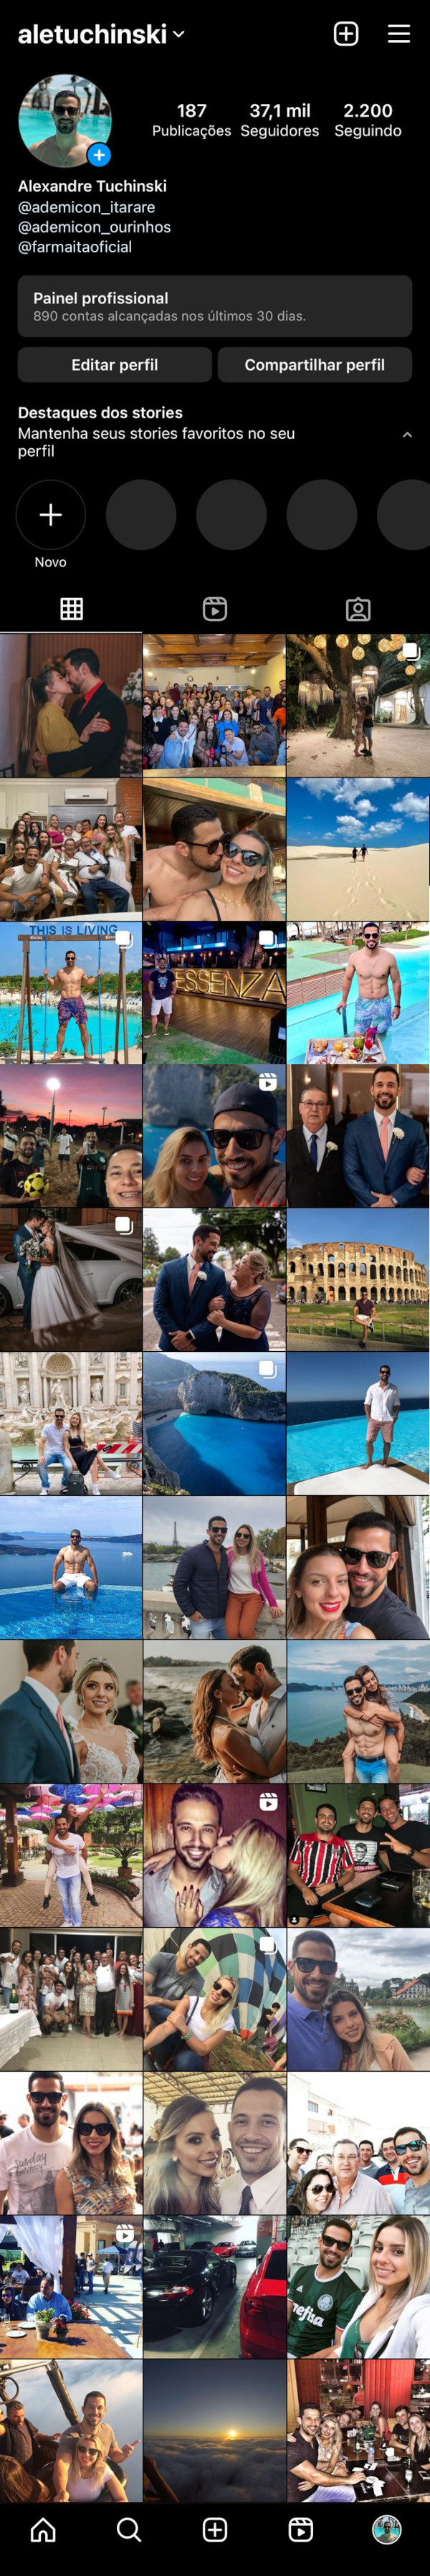 aletuchinski
187 37,1 mil 2.200
Publicações Seguidores Seguindo
Alexandre Tuchinski
@ademicon_itarare
@ademicon_ourinhos
@farmaitaoficial
Painel profissional
890 contas alcançadas nos últimos 30 dias.
Editar perfil Compartilhar perfil
Destaques dos stories
Mantenha seus stories favoritos no seu
perfil
Novo
THIS IS LIVING
ESSENZA
Sunday